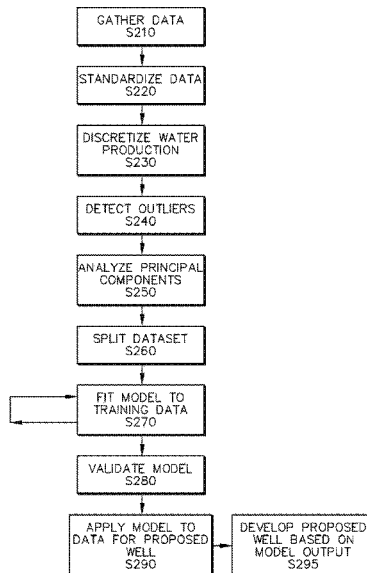 GATHER DATA
S210
STANDARDIZE DATA
S220
DISCRETIZE WATER
PRODUCTION
S230
DETECT OUTLIERS
S240
ANALYZE PRINCIPAL
COMPONENTS
S250
SPLIT DATASET
S260
FIT MODEL TO
TRAINING DATA
S270
VALIDATE MODEL
S280
APPLY MODEL TO
DATA FOR PROPOSED
WELL
S290
DEVELOP PROPOSED
WELL BASED ON
MODEL OUTPUT
S295